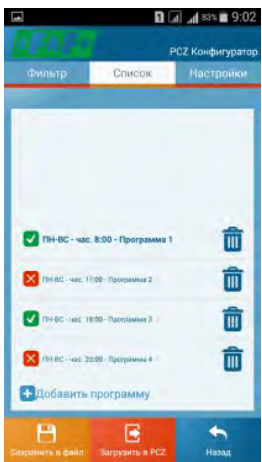 83% 9:02
F&F
PCZ Конфигуратор
Фильтр Список Настройки
ПН-ВС - час. 8:00 - Программа 1
ПН-ВС - час. 17:00 - Программа 2
ПН-ВС - час. 18:00 - Программа 3
ПН-ВС - час. 23:00 - Программа 4
Добавить программу
Сохранить в файл Загрузить в PCZ Назад